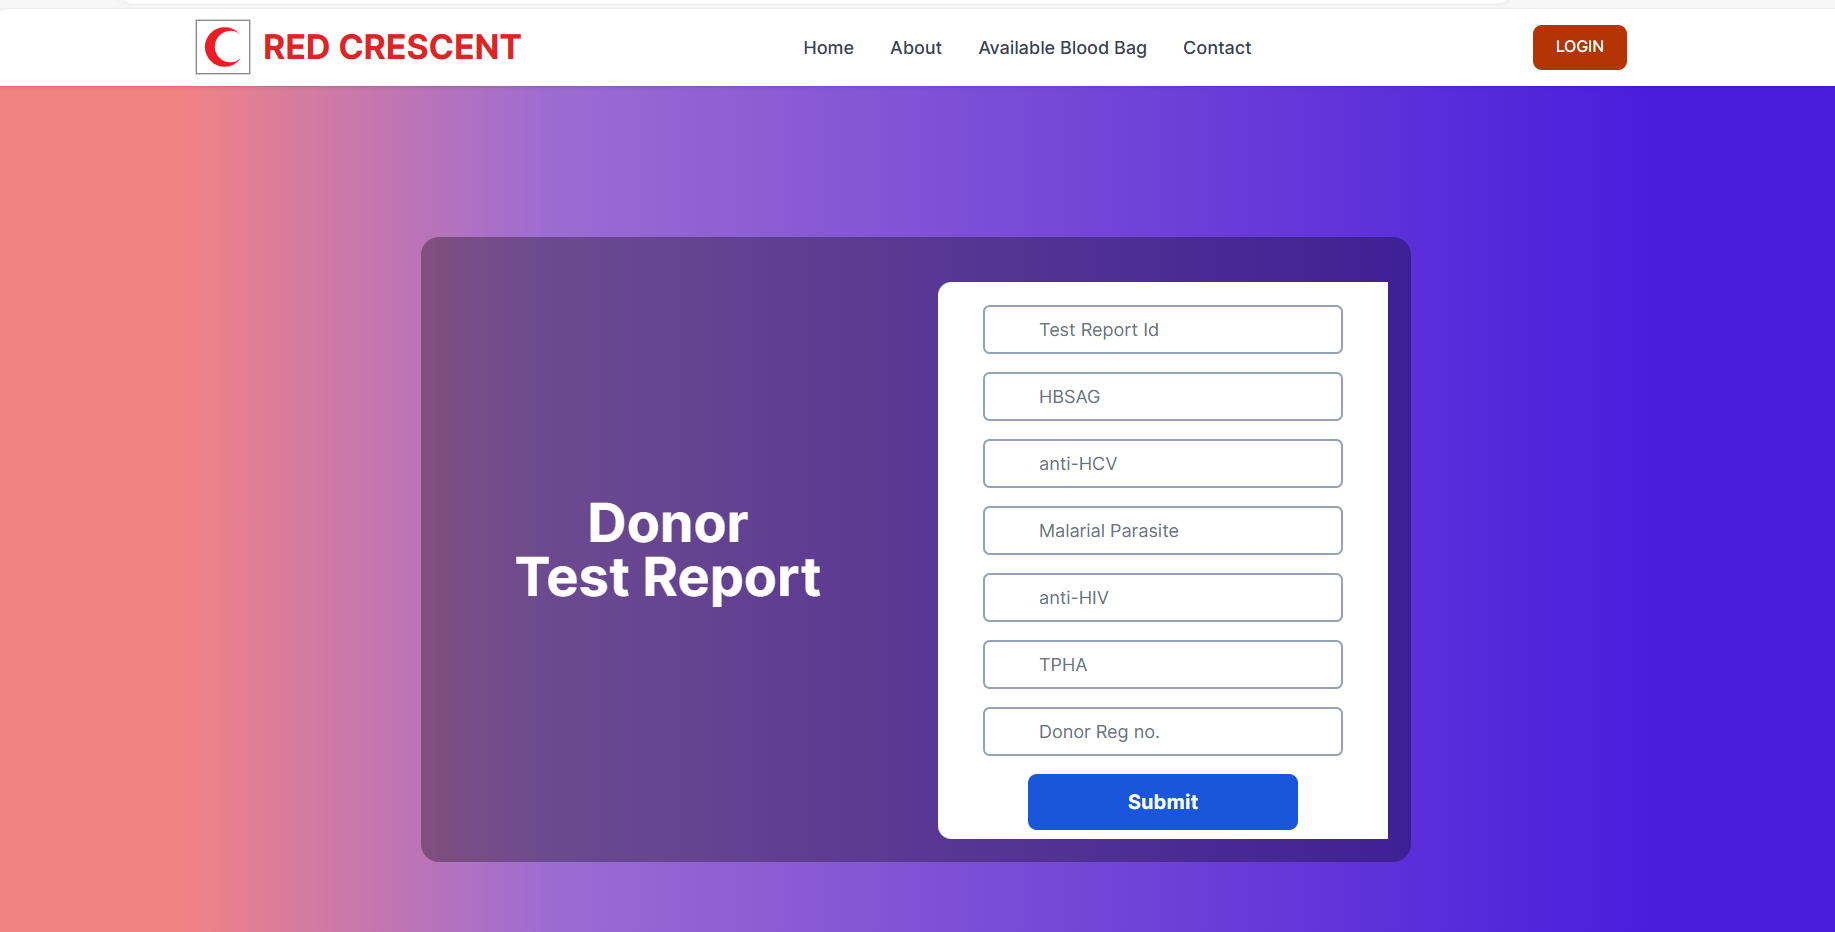 RED CRESCENT
Home
About
Available Blood Bag
Contact
LOGIN
Donor
Test Report
Test Report Id
HBSAG
anti-HCV
Malarial Parasite
anti-HIV
TPHA
Donor Reg no.
Submit